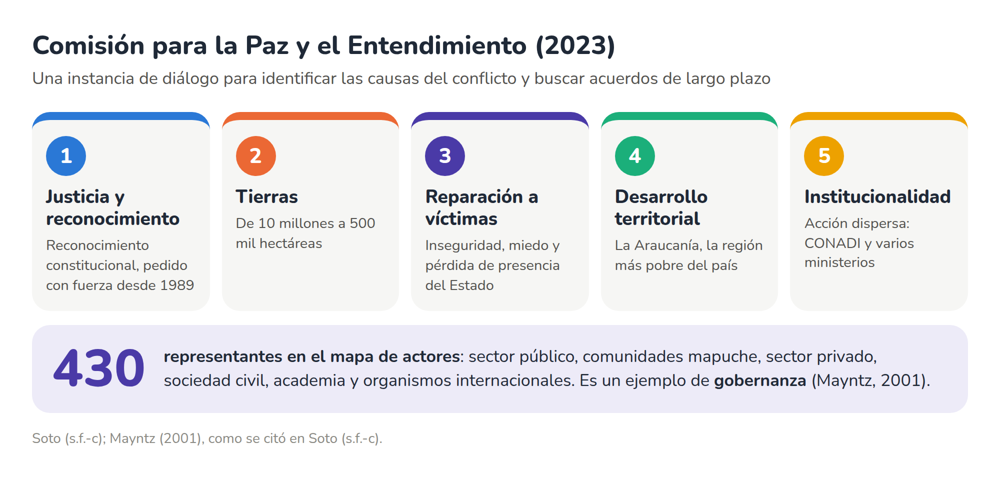 Comisión para la Paz y el Entendimiento (2023)
Una instancia de diálogo para identificar las causas del conflicto y buscar acuerdos de largo plazo
1
Justicia y
reconocimiento
Reconocimiento
constitucional, pedido
con fuerza desde 1989
2
Tierras
De 10 millones a 500
mil hectáreas
3
Reparación a
víctimas
Inseguridad, miedo y
pérdida de presencia
del Estado
4
Desarrollo
territorial
La Araucanía, la región
más pobre del país
5
Institucionalidad
Acción dispersa:
CONADI y varios
ministerios
430
representantes en el mapa de actores: sector público, comunidades mapuche, sector privado,
sociedad civil, academia y organismos internacionales. Es un ejemplo de gobernanza (Mayntz, 2001).
Soto (s.f.-c); Mayntz (2001), como se citó en Soto (s.f.-c).